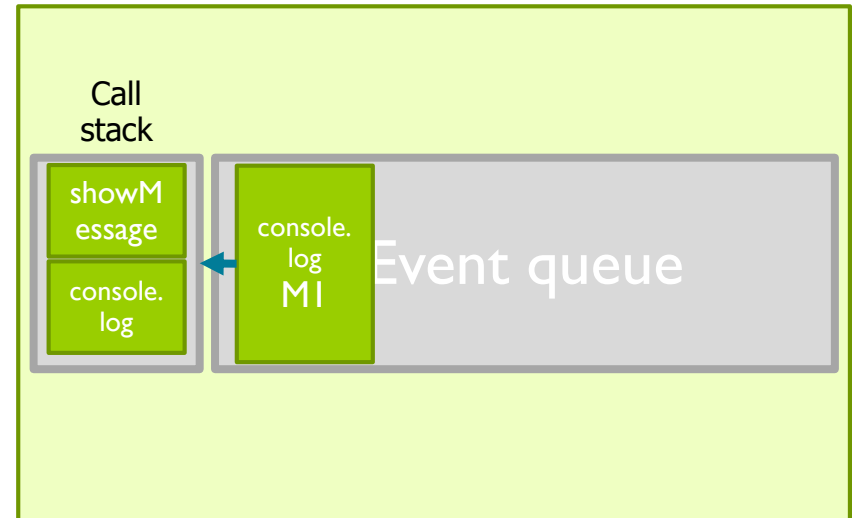 Call
stack
showM
essage
console.
log
console.
log
M1
Event queue